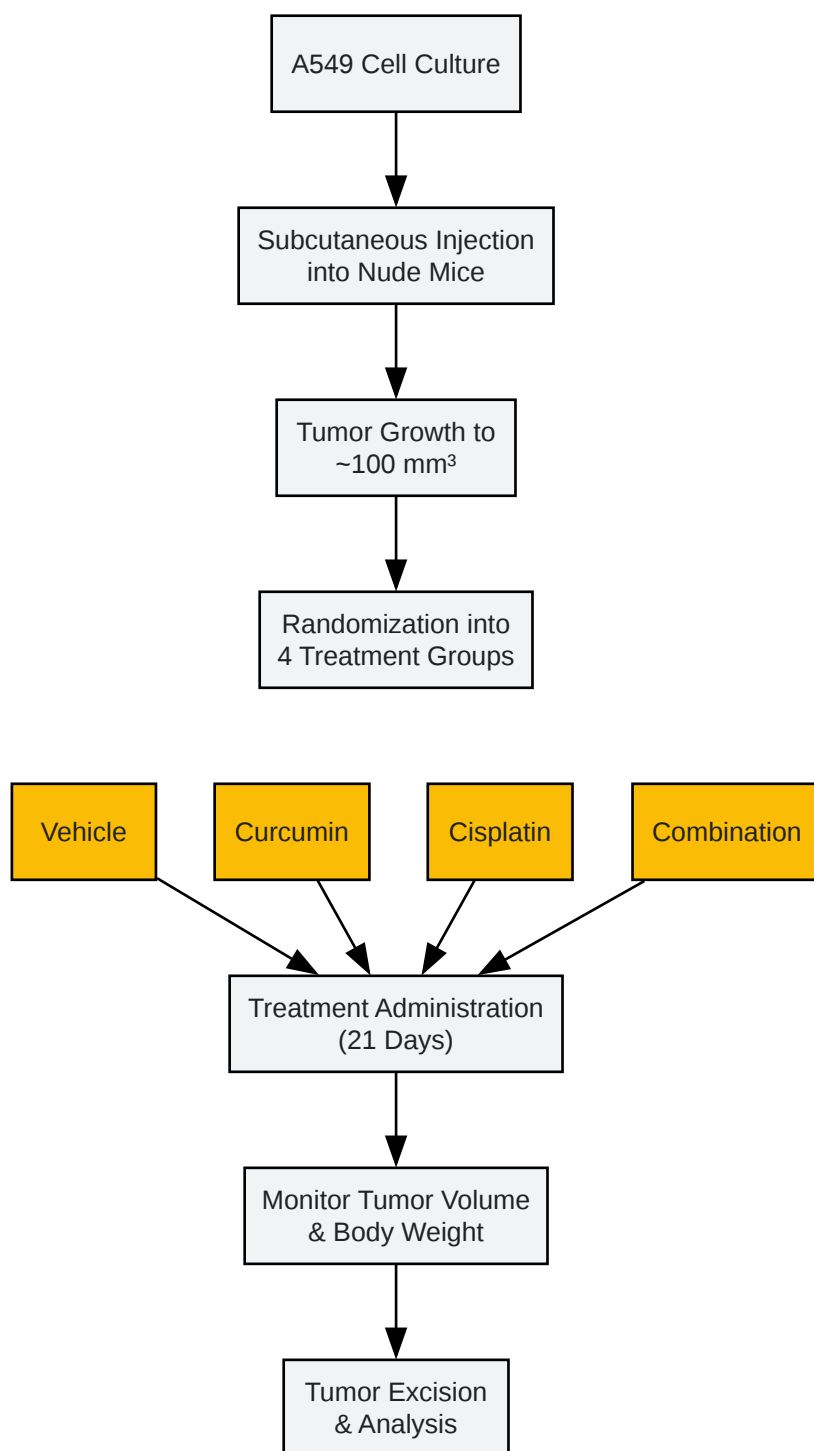 A549 Cell Culture
Subcutaneous Injection
into Nude Mice
Tumor Growth to
~100 mm³
Randomization into
4 Treatment Groups
Vehicle
Curcumin
Cisplatin
Combination
Treatment Administration
(21 Days)
Monitor Tumor Volume
& Body Weight
Tumor Excision
& Analysis